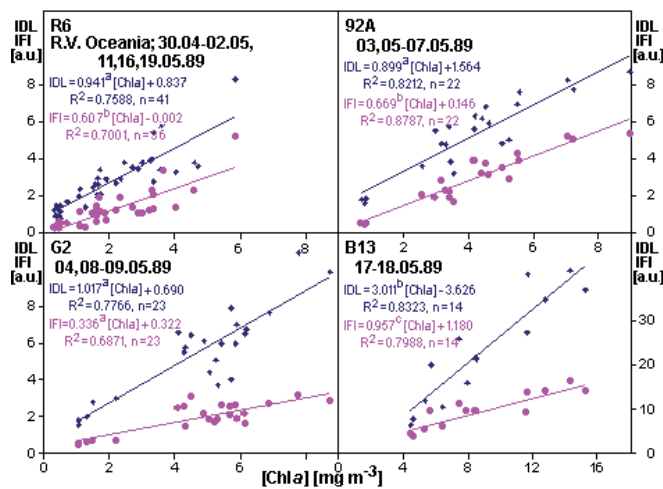 IDL
IFI
[a.u.]
R6
R.V. Oceania; 30.04-02.05,
11,16,19.05.89
IDL=0.941a[Chla]+0.837
R2=0.7588, n=41
IFI=0.607b[Chla]-0.002
R2=0.7001, n=36
8
6
4
2
0
92A
03,05-07.05.89
IDL=0.899a[Chla]+1.564
R2=0.8212, n=22
IFI=0.669b[Chla]+0.146
R2=0.8787, n=22
IDL
IFI
[a.u.]
8
6
4
2
0
IDL
IFI
[a.u.]
G2
04,08-09.05.89
IDL=1.017a[Chla]+0.690
R2=0.7766, n=23
IFI=0.336a[Chla]+0.322
R2=0.6871, n=23
8
6
4
2
0
B13
17-18.05.89
IDL=3.011b[Chla]-3.626
R2=0.8323, n=14
IFI=0.957c[Chla]+1.180
R2=0.7988, n=14
IDL
IFI
[a.u.]
30
20
10
0
0 2 4 6 8 4 8 12 16
[Chla] [mg m-3]